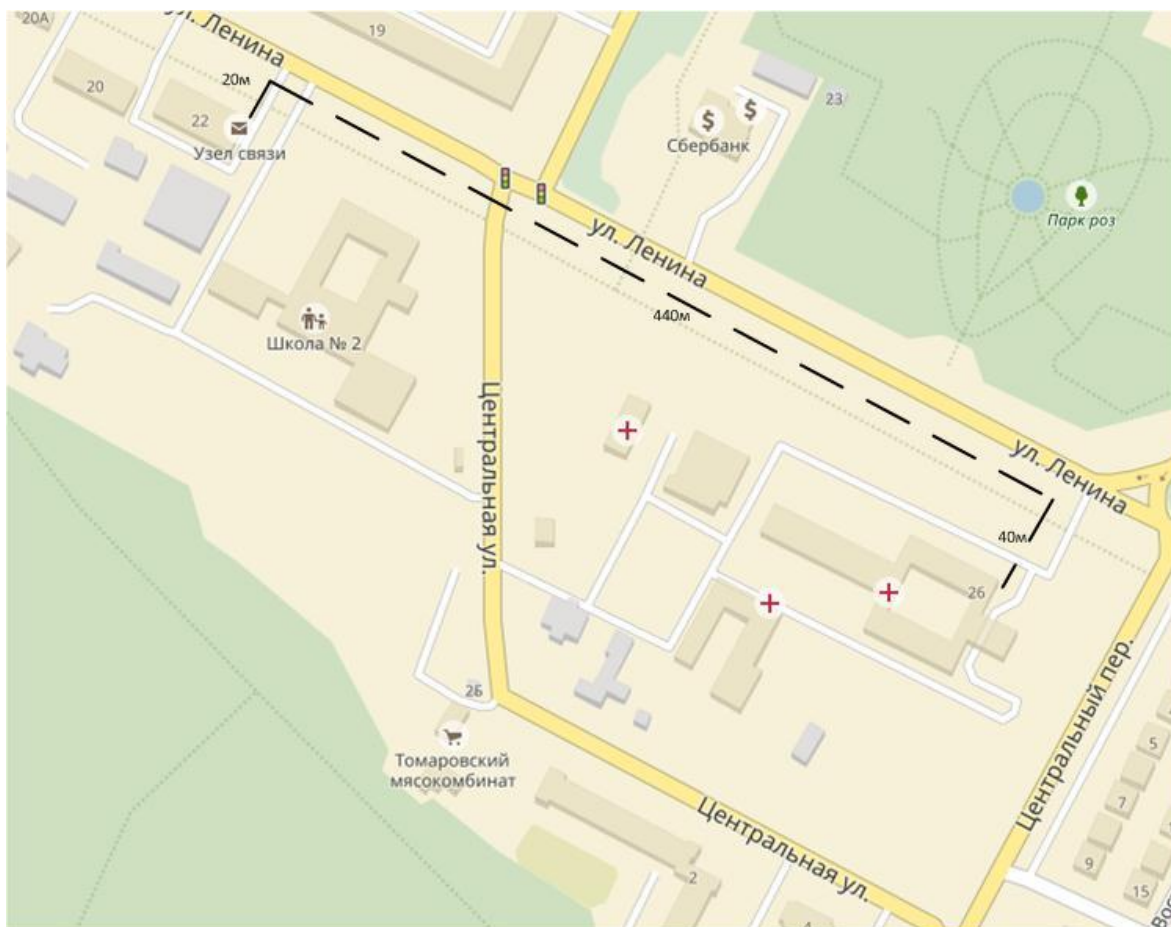 20А
ул. Ленина
19
20
20м
22
Узел связи
23
Сбербанк
Парк роз
ул. Ленина
440м
Школа № 2
Центральная ул.
ул. Ленина
40м
26
2Б
Томаровский
мясокомбинат
Центральный пер.
5
7
9
15
Центральная ул.
2